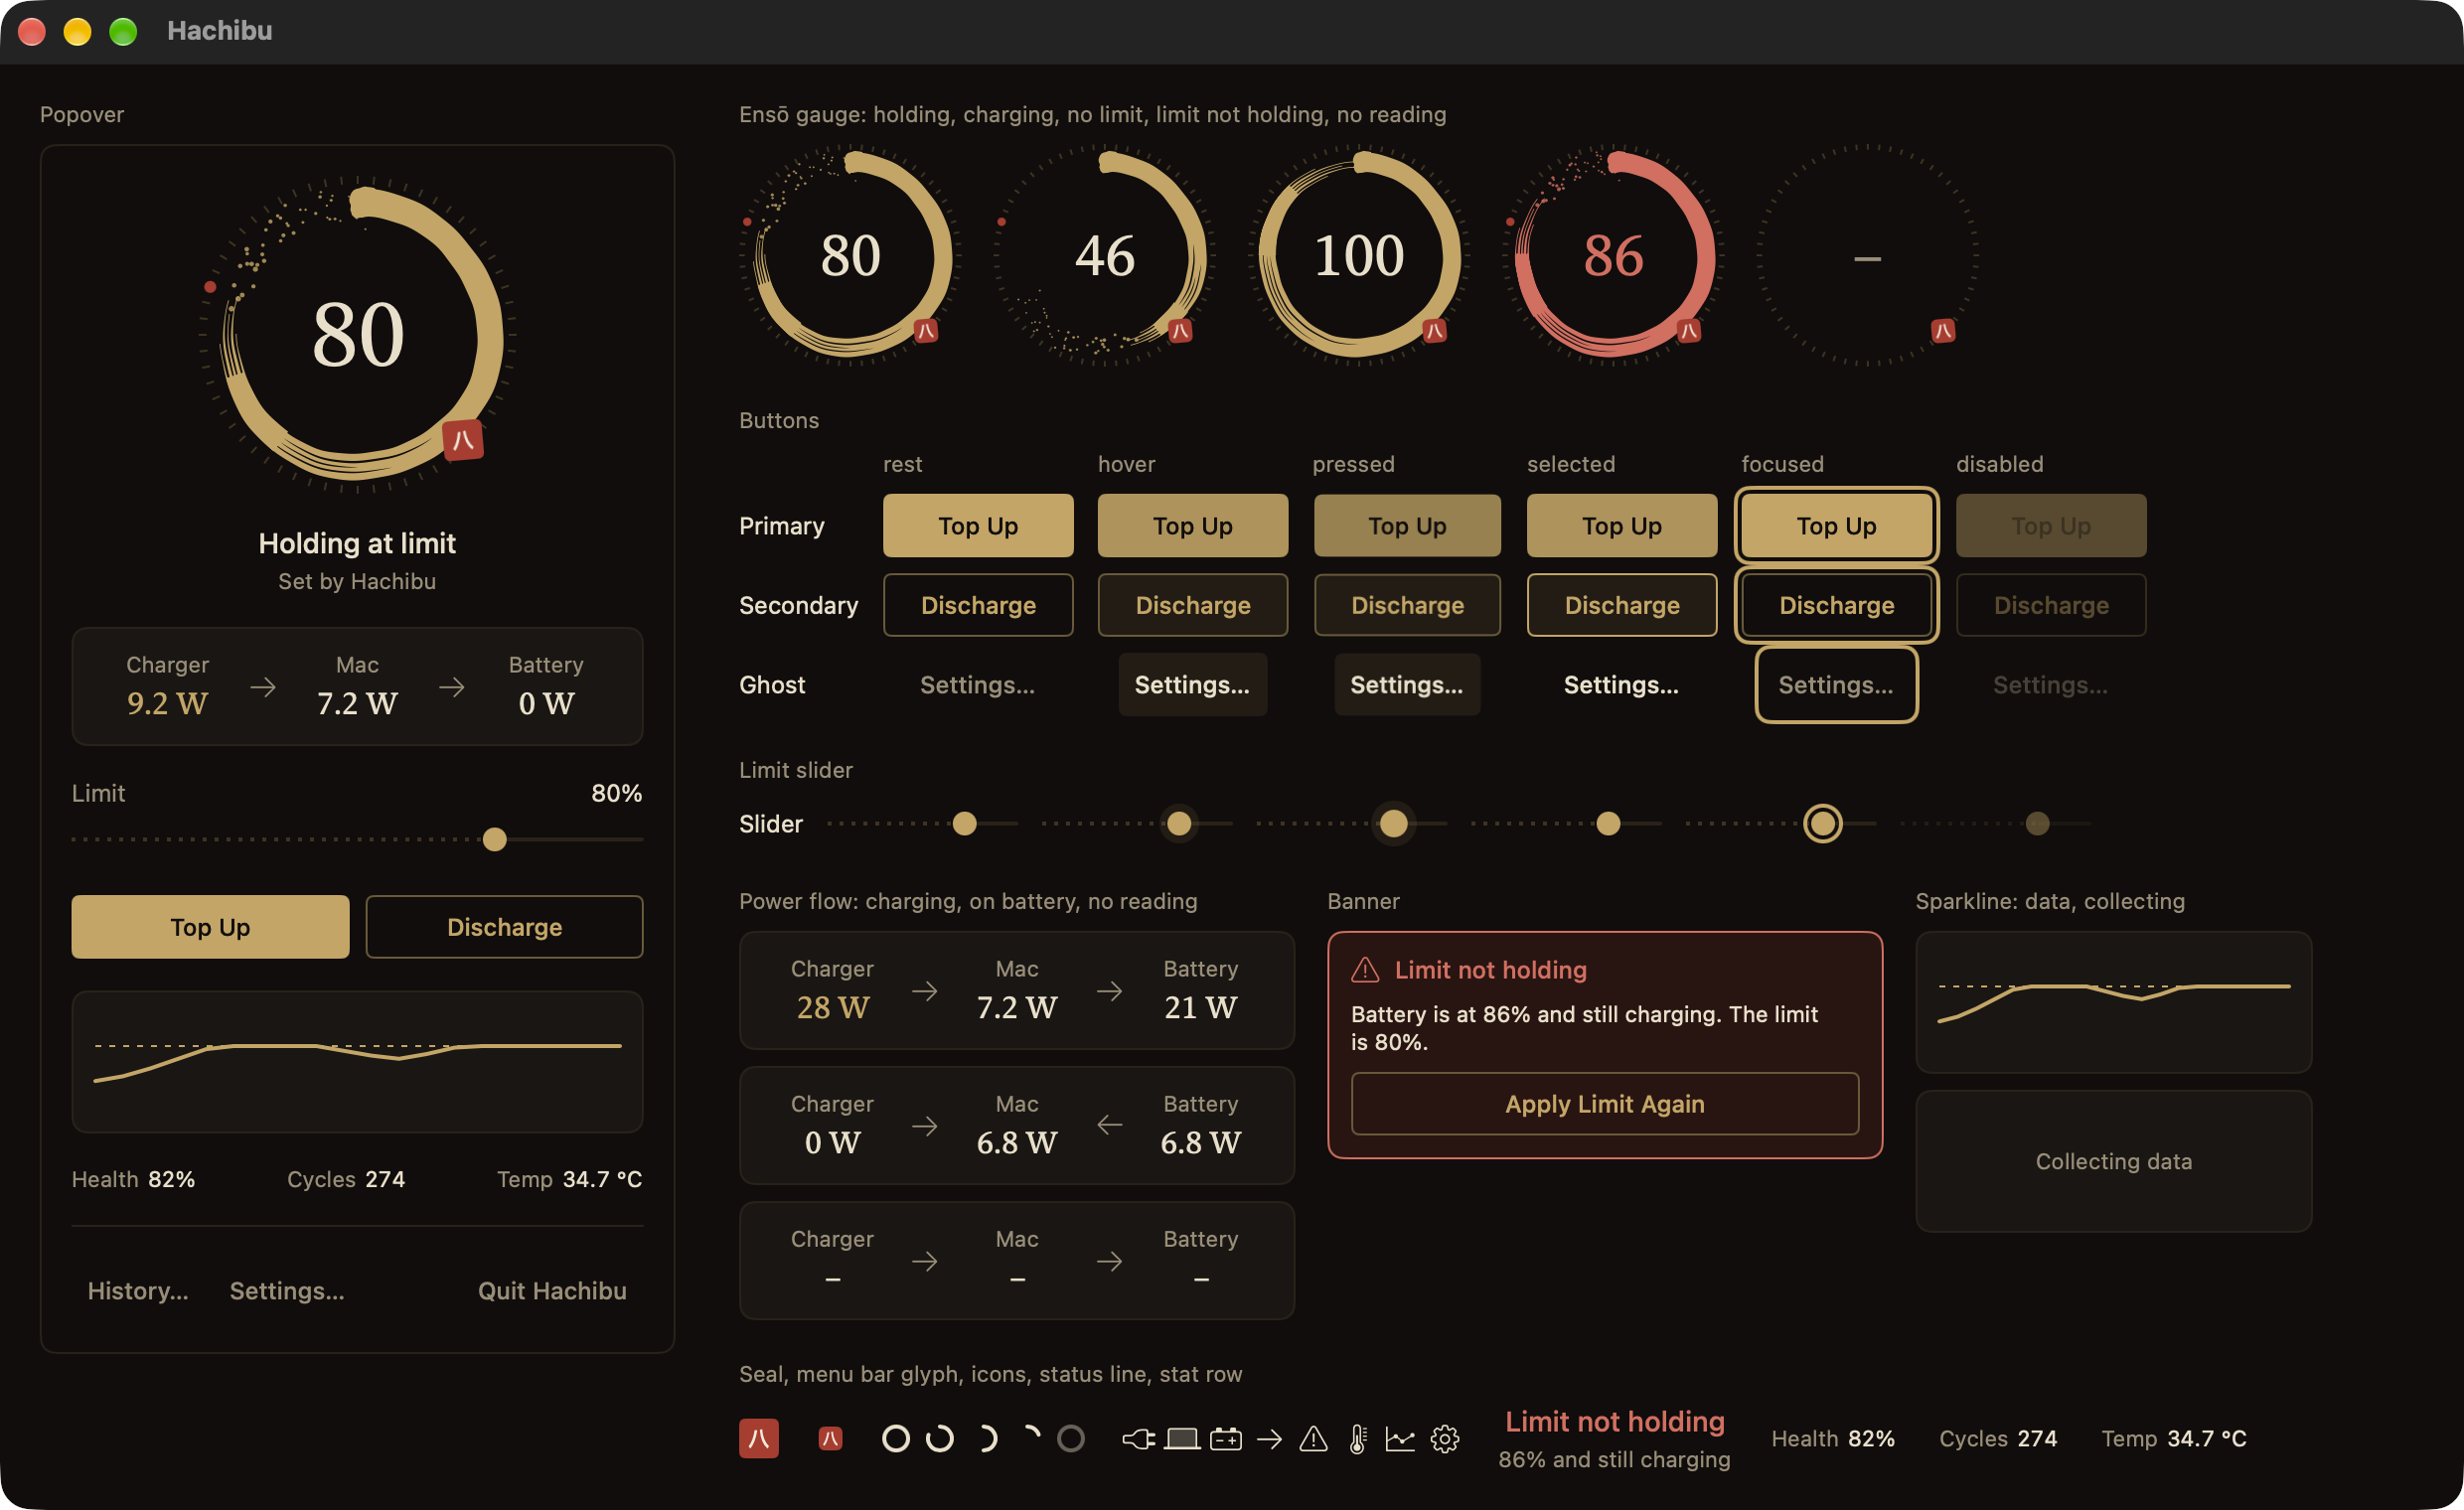 Hachibu
Popover
80
八
Holding at limit
Set by Hachibu
Charger Mac Battery
9.2 W 7.2 W 0 W
Limit 80%
Top Up Discharge
Health 82% Cycles 274 Temp 34.7 °C
History... Settings... Quit Hachibu
Ensō gauge: holding, charging, no limit, limit not holding, no reading
80 46 100 86 –
八 八 八 八 八
Buttons
rest hover pressed selected focused disabled
Primary Top Up Top Up Top Up Top Up Top Up Top Up
Secondary Discharge Discharge Discharge Discharge Discharge Discharge
Ghost Settings... Settings... Settings... Settings... Settings... Settings...
Limit slider
Slider
Power flow: charging, on battery, no reading
Charger Mac Battery
28 W 7.2 W 21 W
Charger Mac Battery
0 W 6.8 W 6.8 W
Charger Mac Battery
– – –
Banner
Limit not holding
Battery is at 86% and still charging. The limit
is 80%.
Apply Limit Again
Sparkline: data, collecting
Collecting data
Seal, menu bar glyph, icons, status line, stat row
八 八
Limit not holding
86% and still charging
Health 82% Cycles 274 Temp 34.7 °C